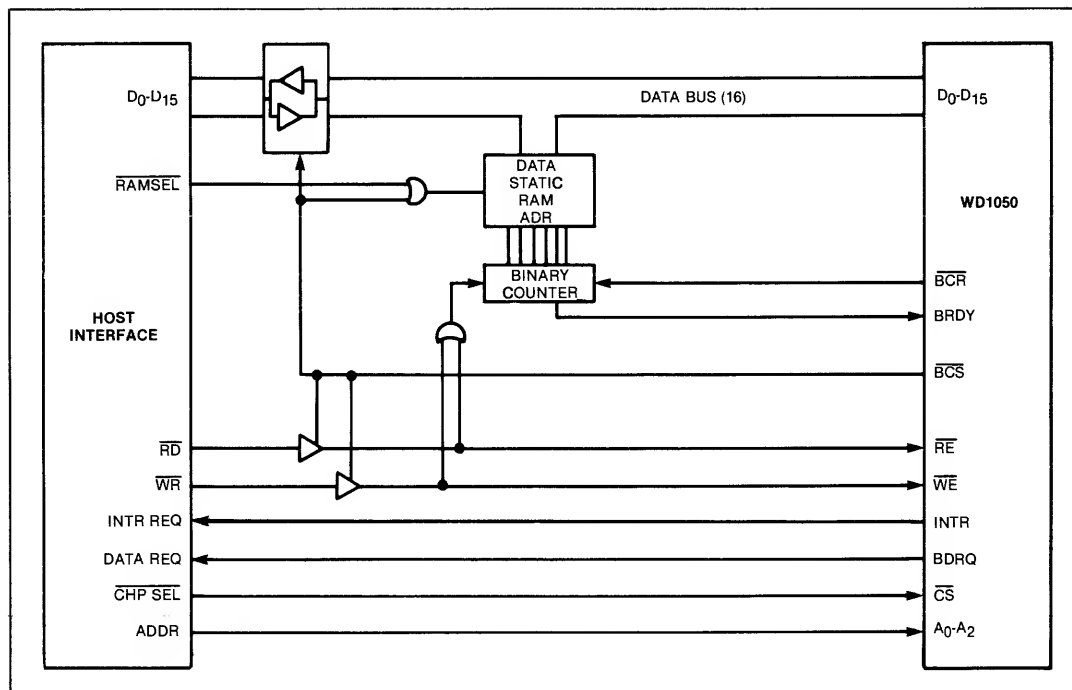 D0-D15
RAMSEL
HOST
INTERFACE
RD
WR
INTR REQ
DATA REQ
CHP SEL
ADDR
DATA BUS (16)
DATA
STATIC
RAM
ADR
BINARY
COUNTER
D0-D15
WD1050
BCR
BRDY
BCS
RE
WE
INTR
BDRQ
CS
A0-A2